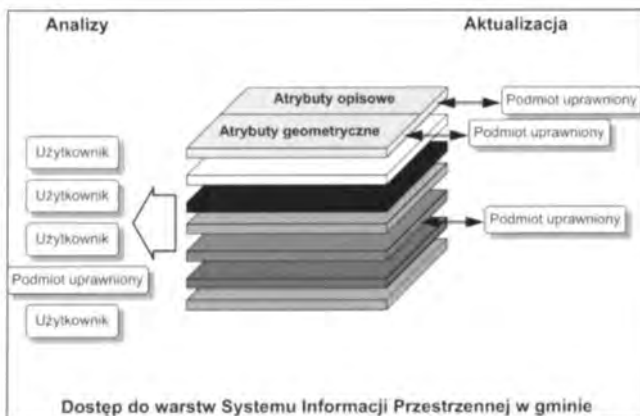 Analizy
Aktualizacja
Atrybuty opisowe
Podmiot uprawniony
Atrybuty geometryczne
Podmiot uprawniony
Użytkownik
Użytkownik
Użytkownik
Podmiot uprawniony
Podmiot uprawniony
Użytkownik
Dostęp do warstw Systemu Informacji Przestrzennej w gminie